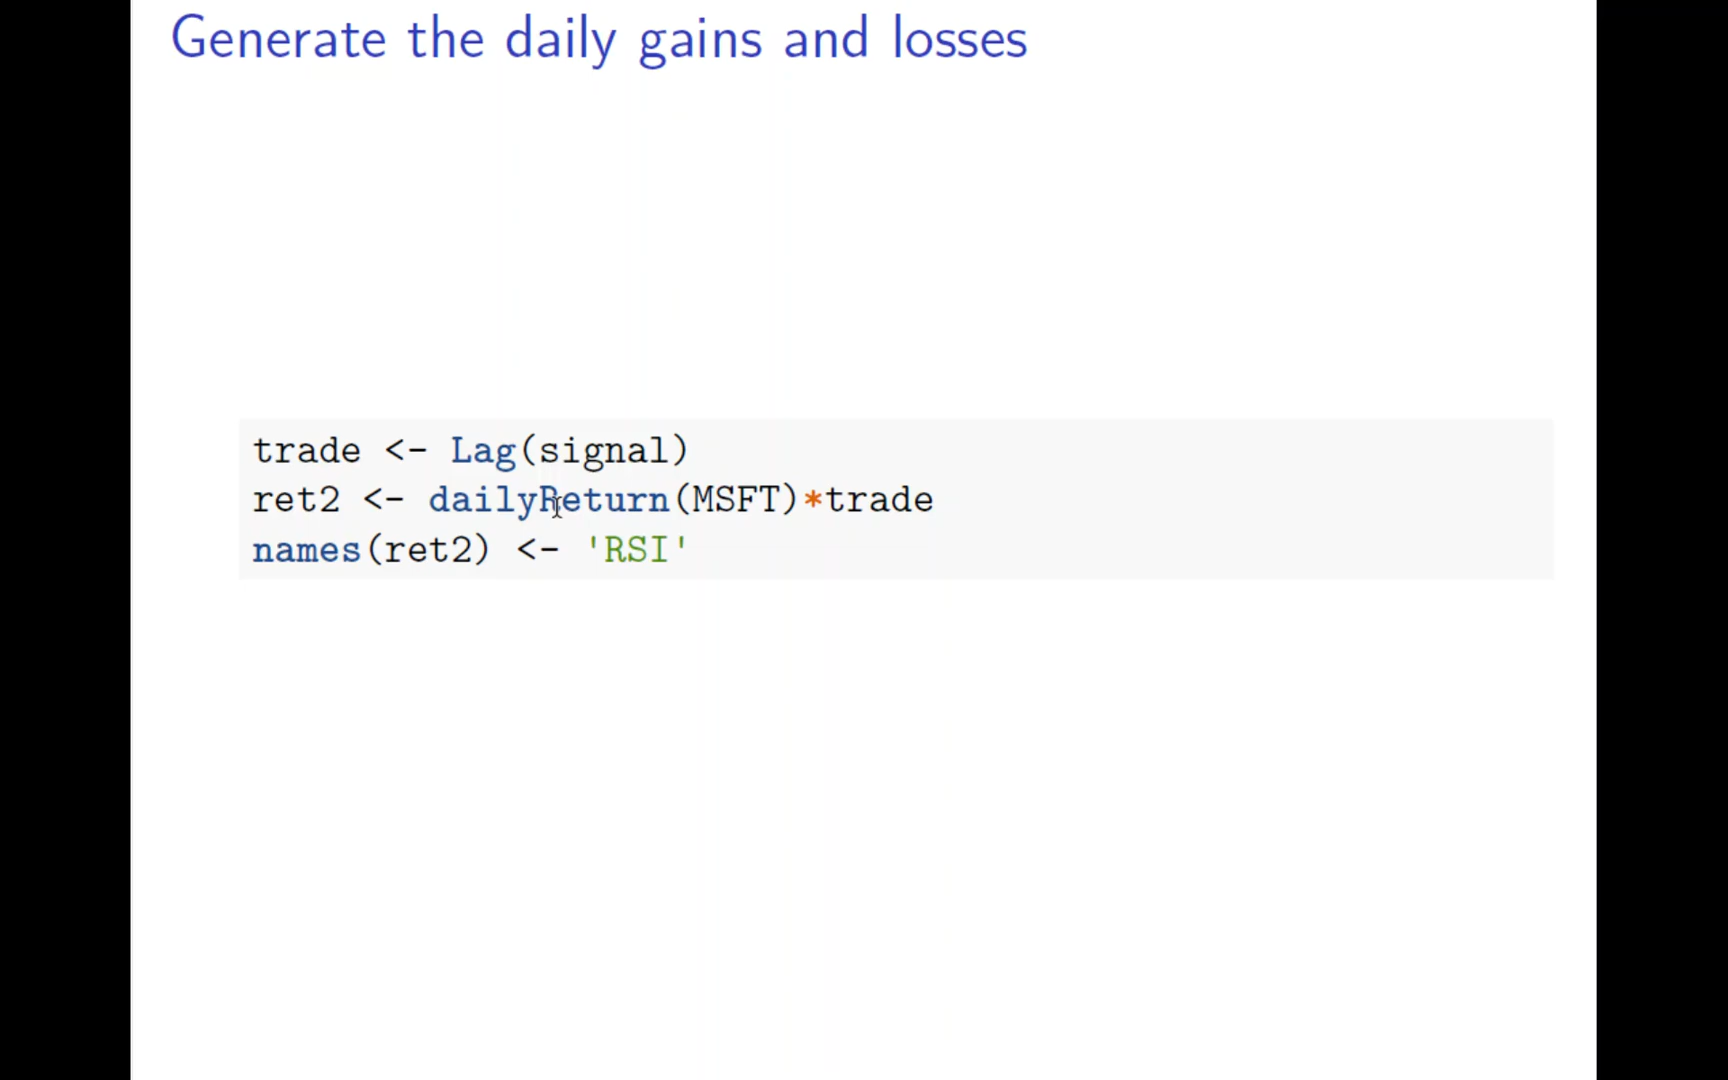 Generate the daily gains and losses
trade <- Lag(signal)
ret2 <- dailyReturn(MSFT)*trade
names(ret2) <- 'RSI'